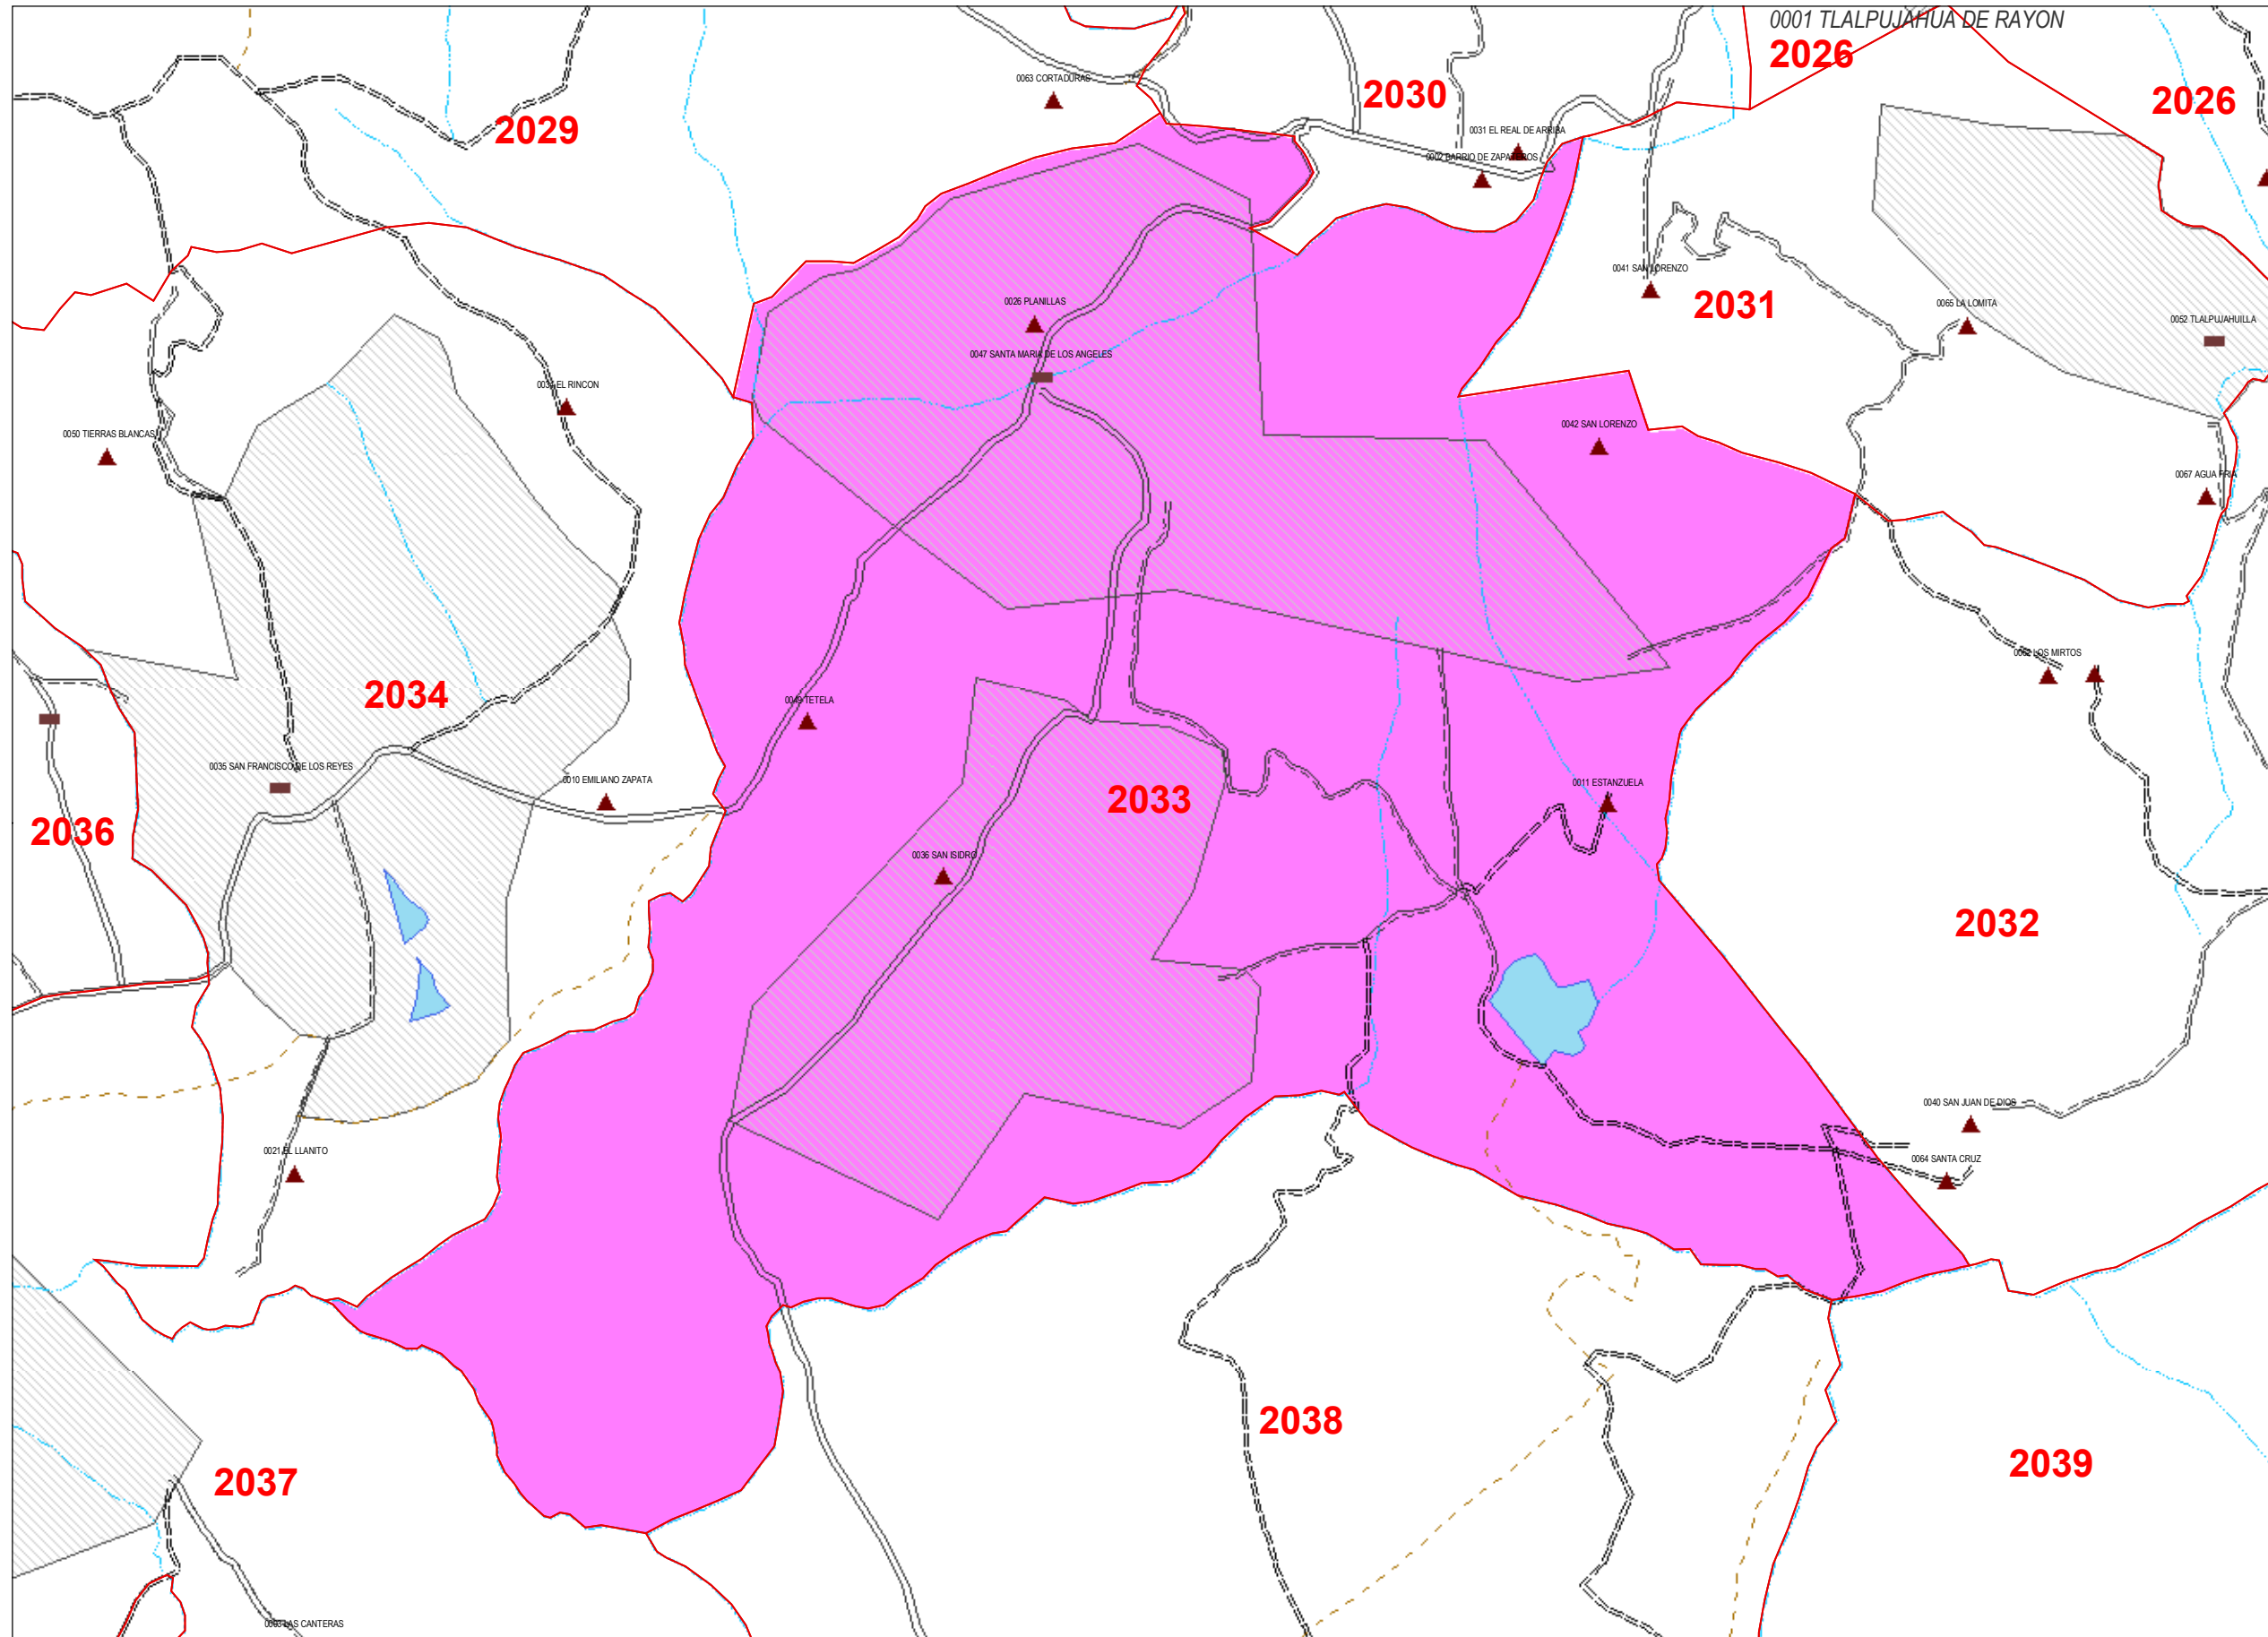 0001 TLALPUJAHUA DE RAYON
2026
0063 CORTADURAS
2030
2026
2029
0031 EL REAL DE ARRIBA
0002 BARRIO DE ZAPATEROS
0041 SAN LORENZO
2031
0026 PLANILLAS
0065 LA LOMITA
0052 TLALPUJAHUILLA
0047 SANTA MARIA DE LOS ANGELES
EL RINCON
0050 TIERRAS BLANCAS
0042 SAN LORENZO
0067 AGUA FRIA
0062 LOS MIRTOS
2034
0049 TETELA
0035 SAN FRANCISCO DE LOS REYES
0010 EMILIANO ZAPATA
0011 ESTANZUELA
2033
2036
0036 SAN ISIDRO
2032
0040 SAN JUAN DE DIOS
0021 EL LLANITO
0064 SANTA CRUZ
2038
2039
2037
LAS CANTERAS